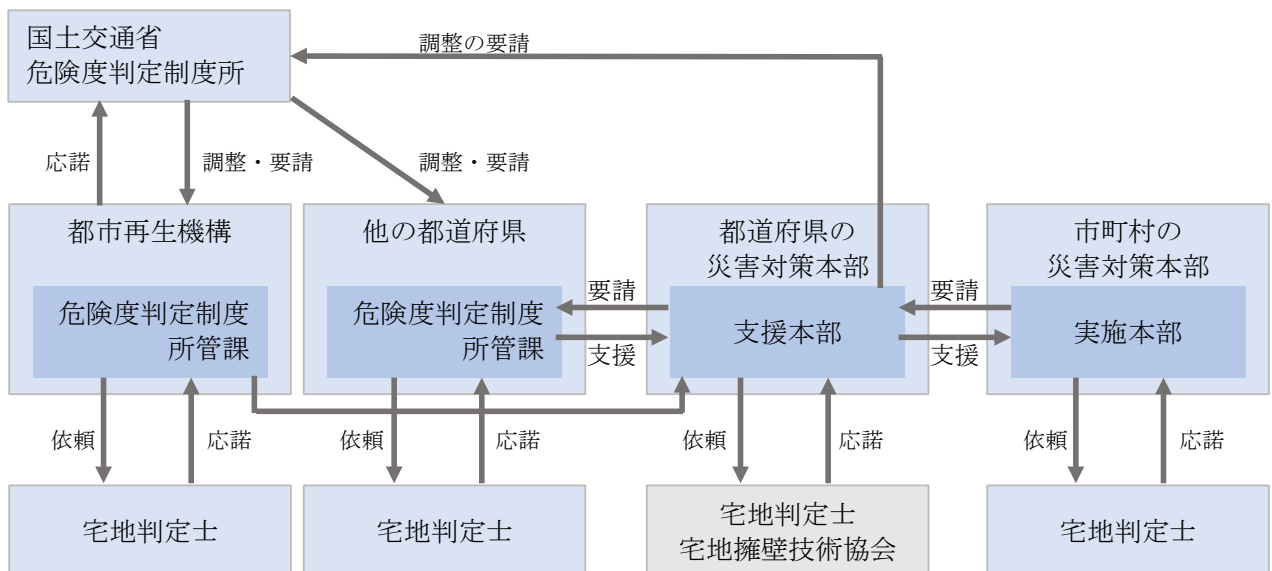 国土交通省
危険度判定制度所
調整の要請
応諾
調整・要請
調整・要請
都市再生機構
他の都道府県
都道府県の
災害対策本部
市町村の
災害対策本部
危険度判定制度
所管課
危険度判定制度
所管課
要請
支援
支援本部
要請
支援
実施本部
依頼
応諾
依頼
応諾
依頼
応諾
依頼
応諾
宅地判定士
宅地判定士
宅地判定士
宅地擁壁技術協会
宅地判定士